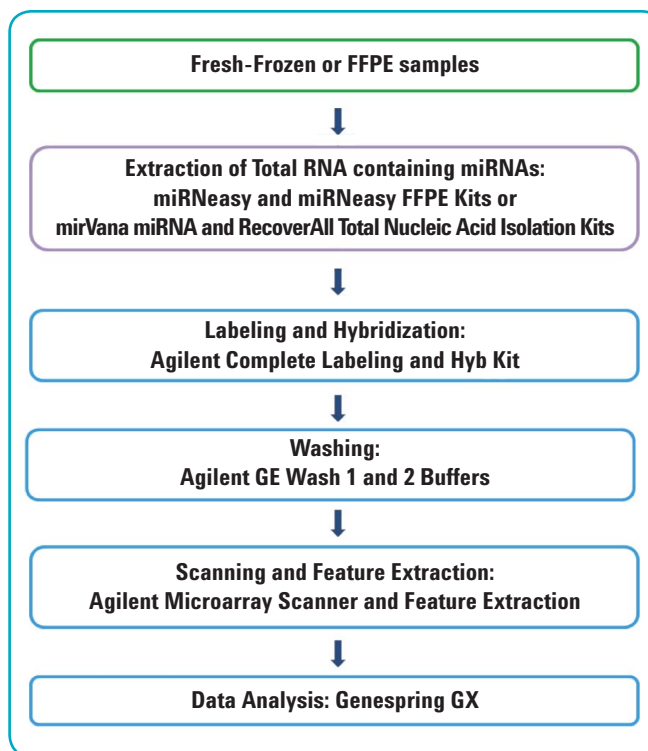 Fresh-Frozen or FFPE samples
Extraction of Total RNA containing miRNAs:
miRNeasy and miRNeasy FFPE Kits or
mirVana miRNA and RecoverAll Total Nucleic Acid Isolation Kits
Labeling and Hybridization:
Agilent Complete Labeling and Hyb Kit
Washing:
Agilent GE Wash 1 and 2 Buffers
Scanning and Feature Extraction:
Agilent Microarray Scanner and Feature Extraction
Data Analysis: Genespring GX